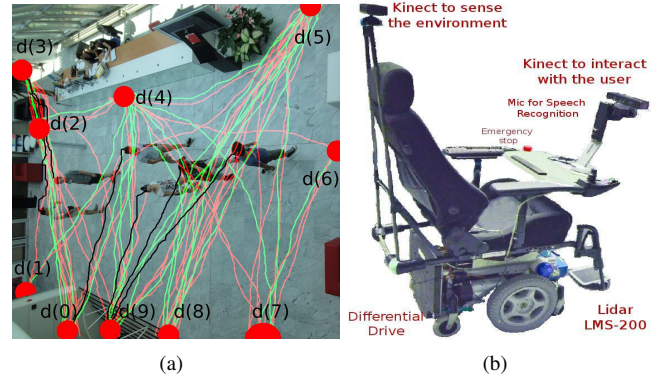 d(3)
d(5)
d(4)
d(2)
d(6)
d(1)
d(0)
d(9)
d(8)
d(7)
(a)
Kinect to sense
the environment
Kinect to interact
with the user
Mic for Speech
Recognition
Emergency
stop
Differential
Drive
Lidar
LMS-200
(b)